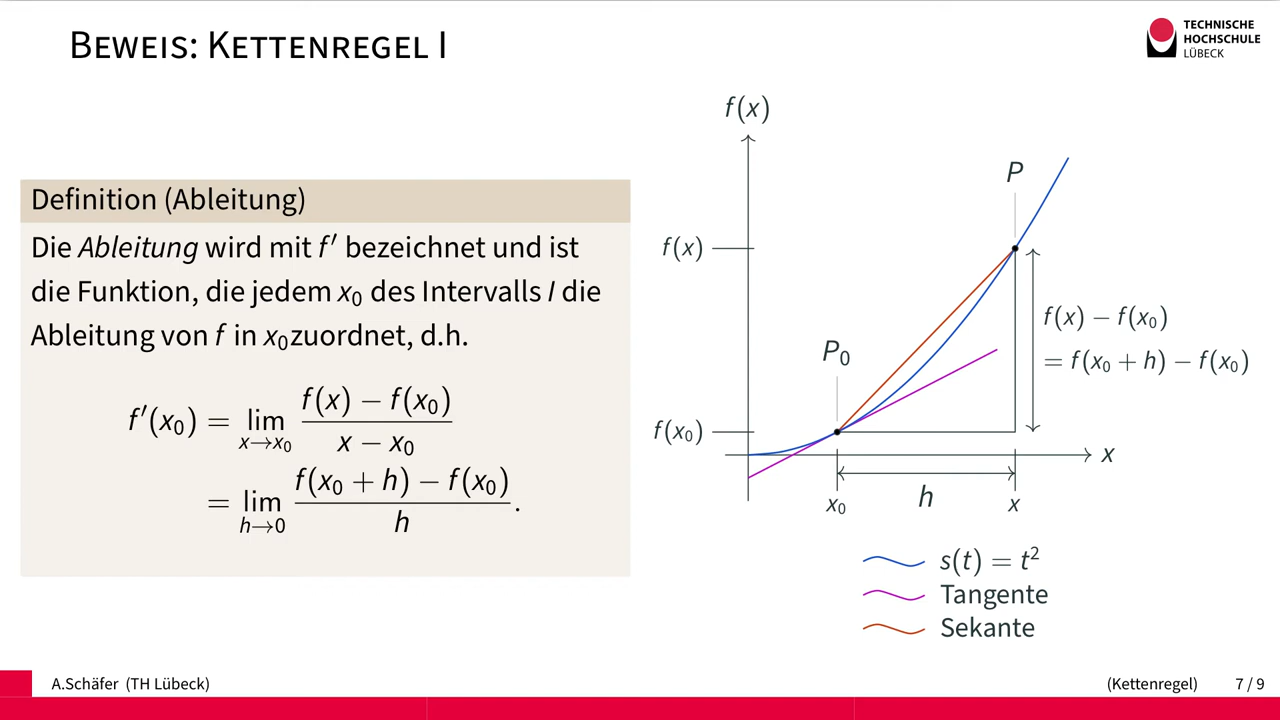 BEWEIS: KETTENREGEL I
TECHNISCHE
HOCHSCHULE
LÜBECK
Definition (Ableitung)
Die Ableitung wird mit f′ bezeichnet und ist
die Funktion, die jedem x₀ des Intervalls I die
Ableitung von f in x₀zuordnet, d.h.
f′(x₀) = lim_{x→x₀} (f(x) − f(x₀)) / (x − x₀)
= lim_{h→0} (f(x₀ + h) − f(x₀)) / h .
f(x)
P
f(x)
f(x) − f(x₀)
= f(x₀ + h) − f(x₀)
P₀
f(x₀)
x
h
x₀
x
s(t) = t²
Tangente
Sekante
A.Schäfer (TH Lübeck)
(Kettenregel)
7 / 9